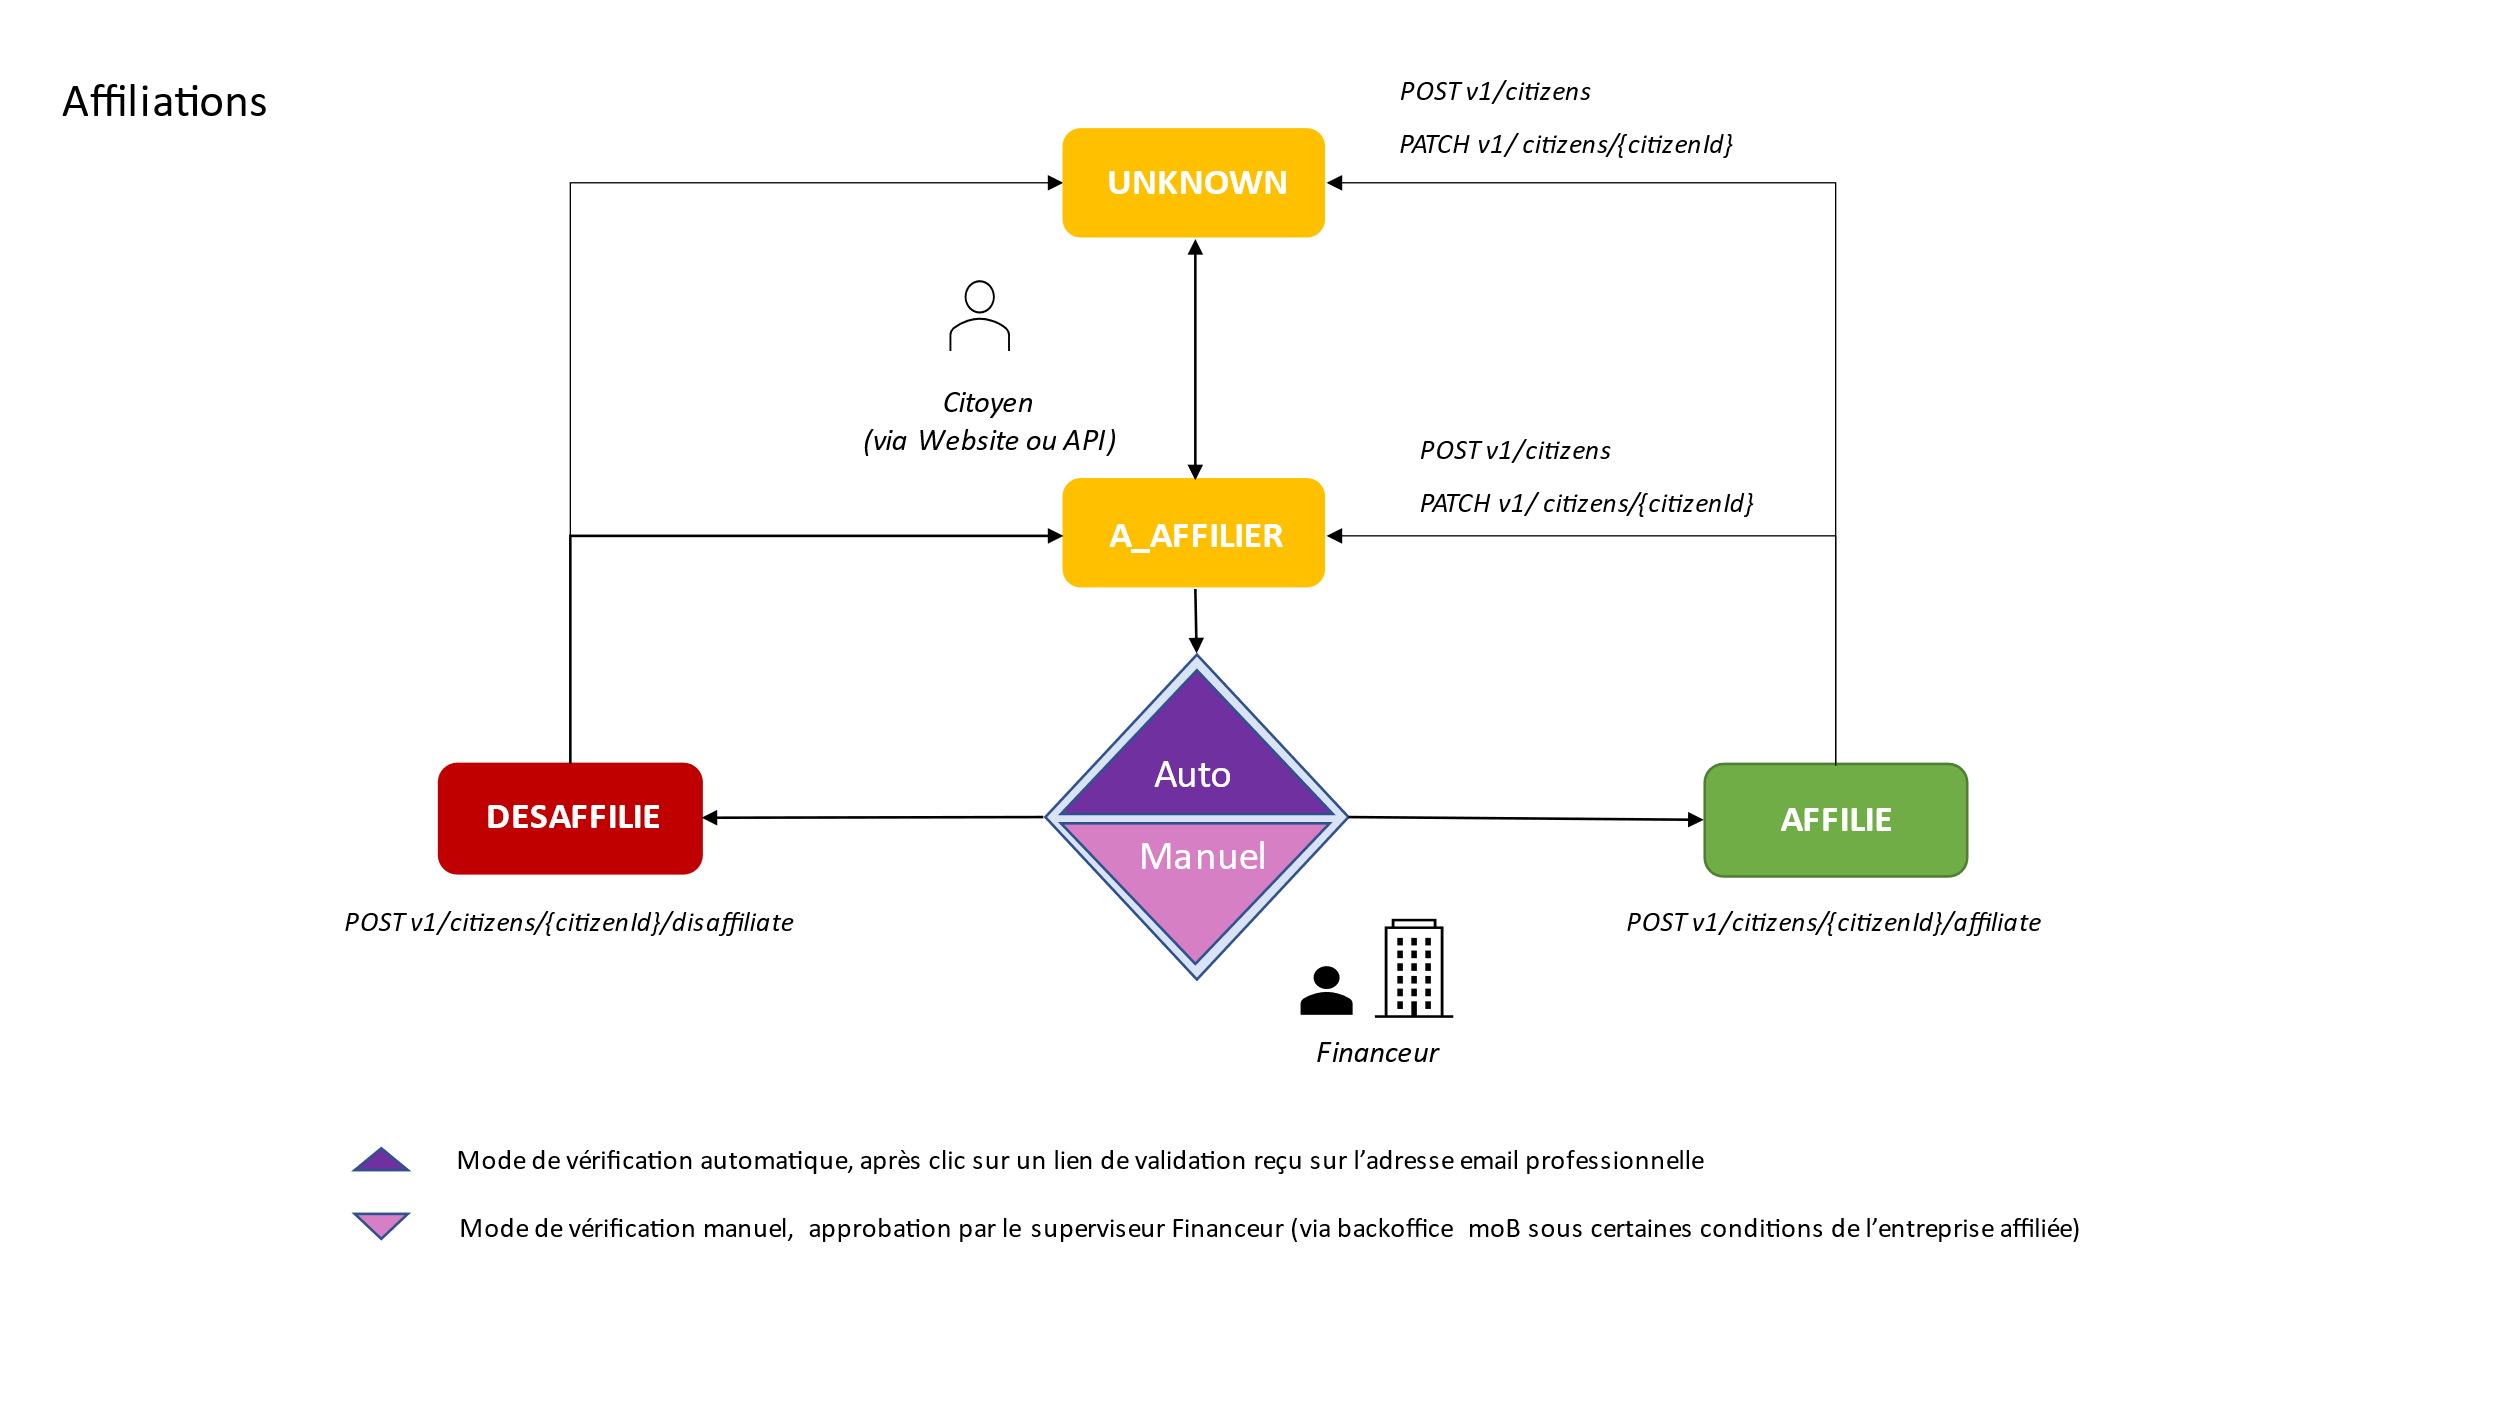 Affiliations
POST v1/citizens
PATCH v1/ citizens/{citizenId}
UNKNOWN
Citoyen
(via Website ou API)
POST v1/citizens
PATCH v1/ citizens/{citizenId}
A_AFFILIER
Auto
Manuel
DESAFFILIE
AFFILIE
POST v1/citizens/{citizenId}/disaffiliate
POST v1/citizens/{citizenId}/affiliate
Financeur
Mode de vérification automatique, après clic sur un lien de validation reçu sur l’adresse email professionnelle
Mode de vérification manuel, approbation par le superviseur Financeur (via backoffice moB sous certaines conditions de l’entreprise affiliée)